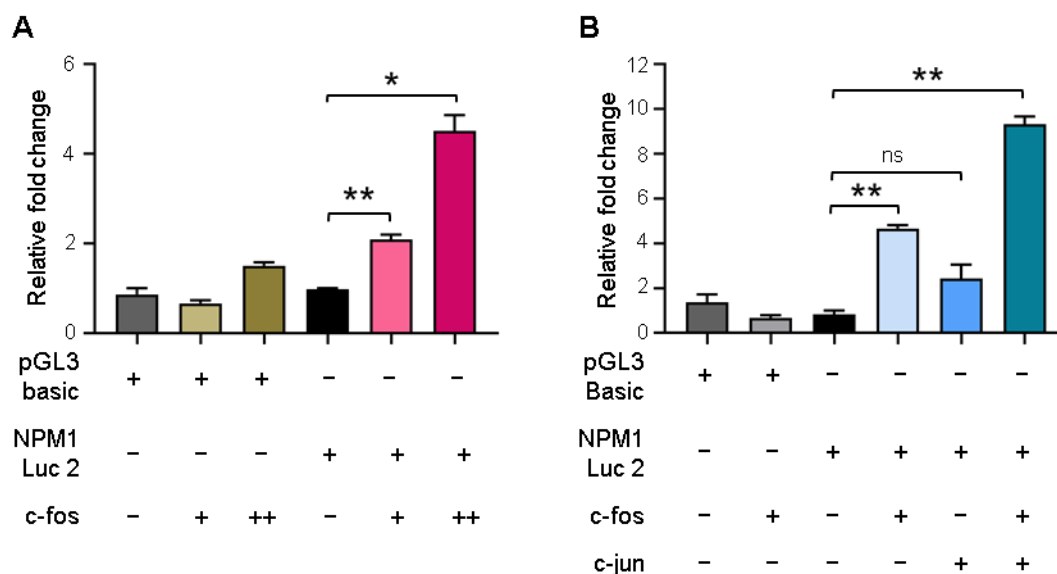 A
Relative fold change
6
4
2
0
*
**
pGL3
basic
+ + + – – –
NPM1
Luc 2
– – – + + +
c-fos
– + ++ – + ++
B
Relative fold change
12
10
8
6
4
2
0
**
ns
**
pGL3
Basic
+ + – – – –
NPM1
Luc 2
– – + + + +
c-fos
– + – + – +
c-jun
– – – – + +